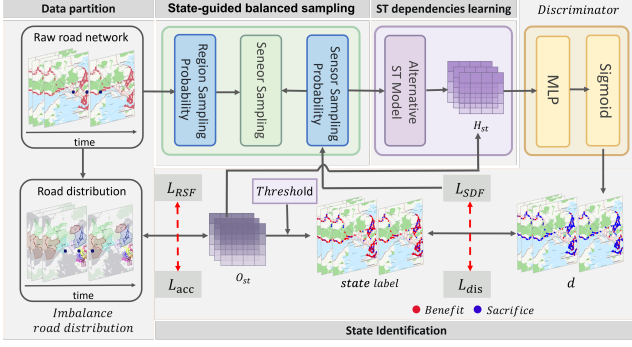 Data partition
State-guided balanced sampling
ST dependencies learning
Discriminator
Raw road network
time
Region Sampling
Probability
Seneor Sampling
Sensor Sampling
Probability
Alternative
ST Model
H_st
MLP
Sigmoid
Road distribution
time
Imbalance
road distribution
L_RSF
L_acc
O_st
Threshold
state label
L_SDF
L_dis
d
Benefit
Sacrifice
State Identification